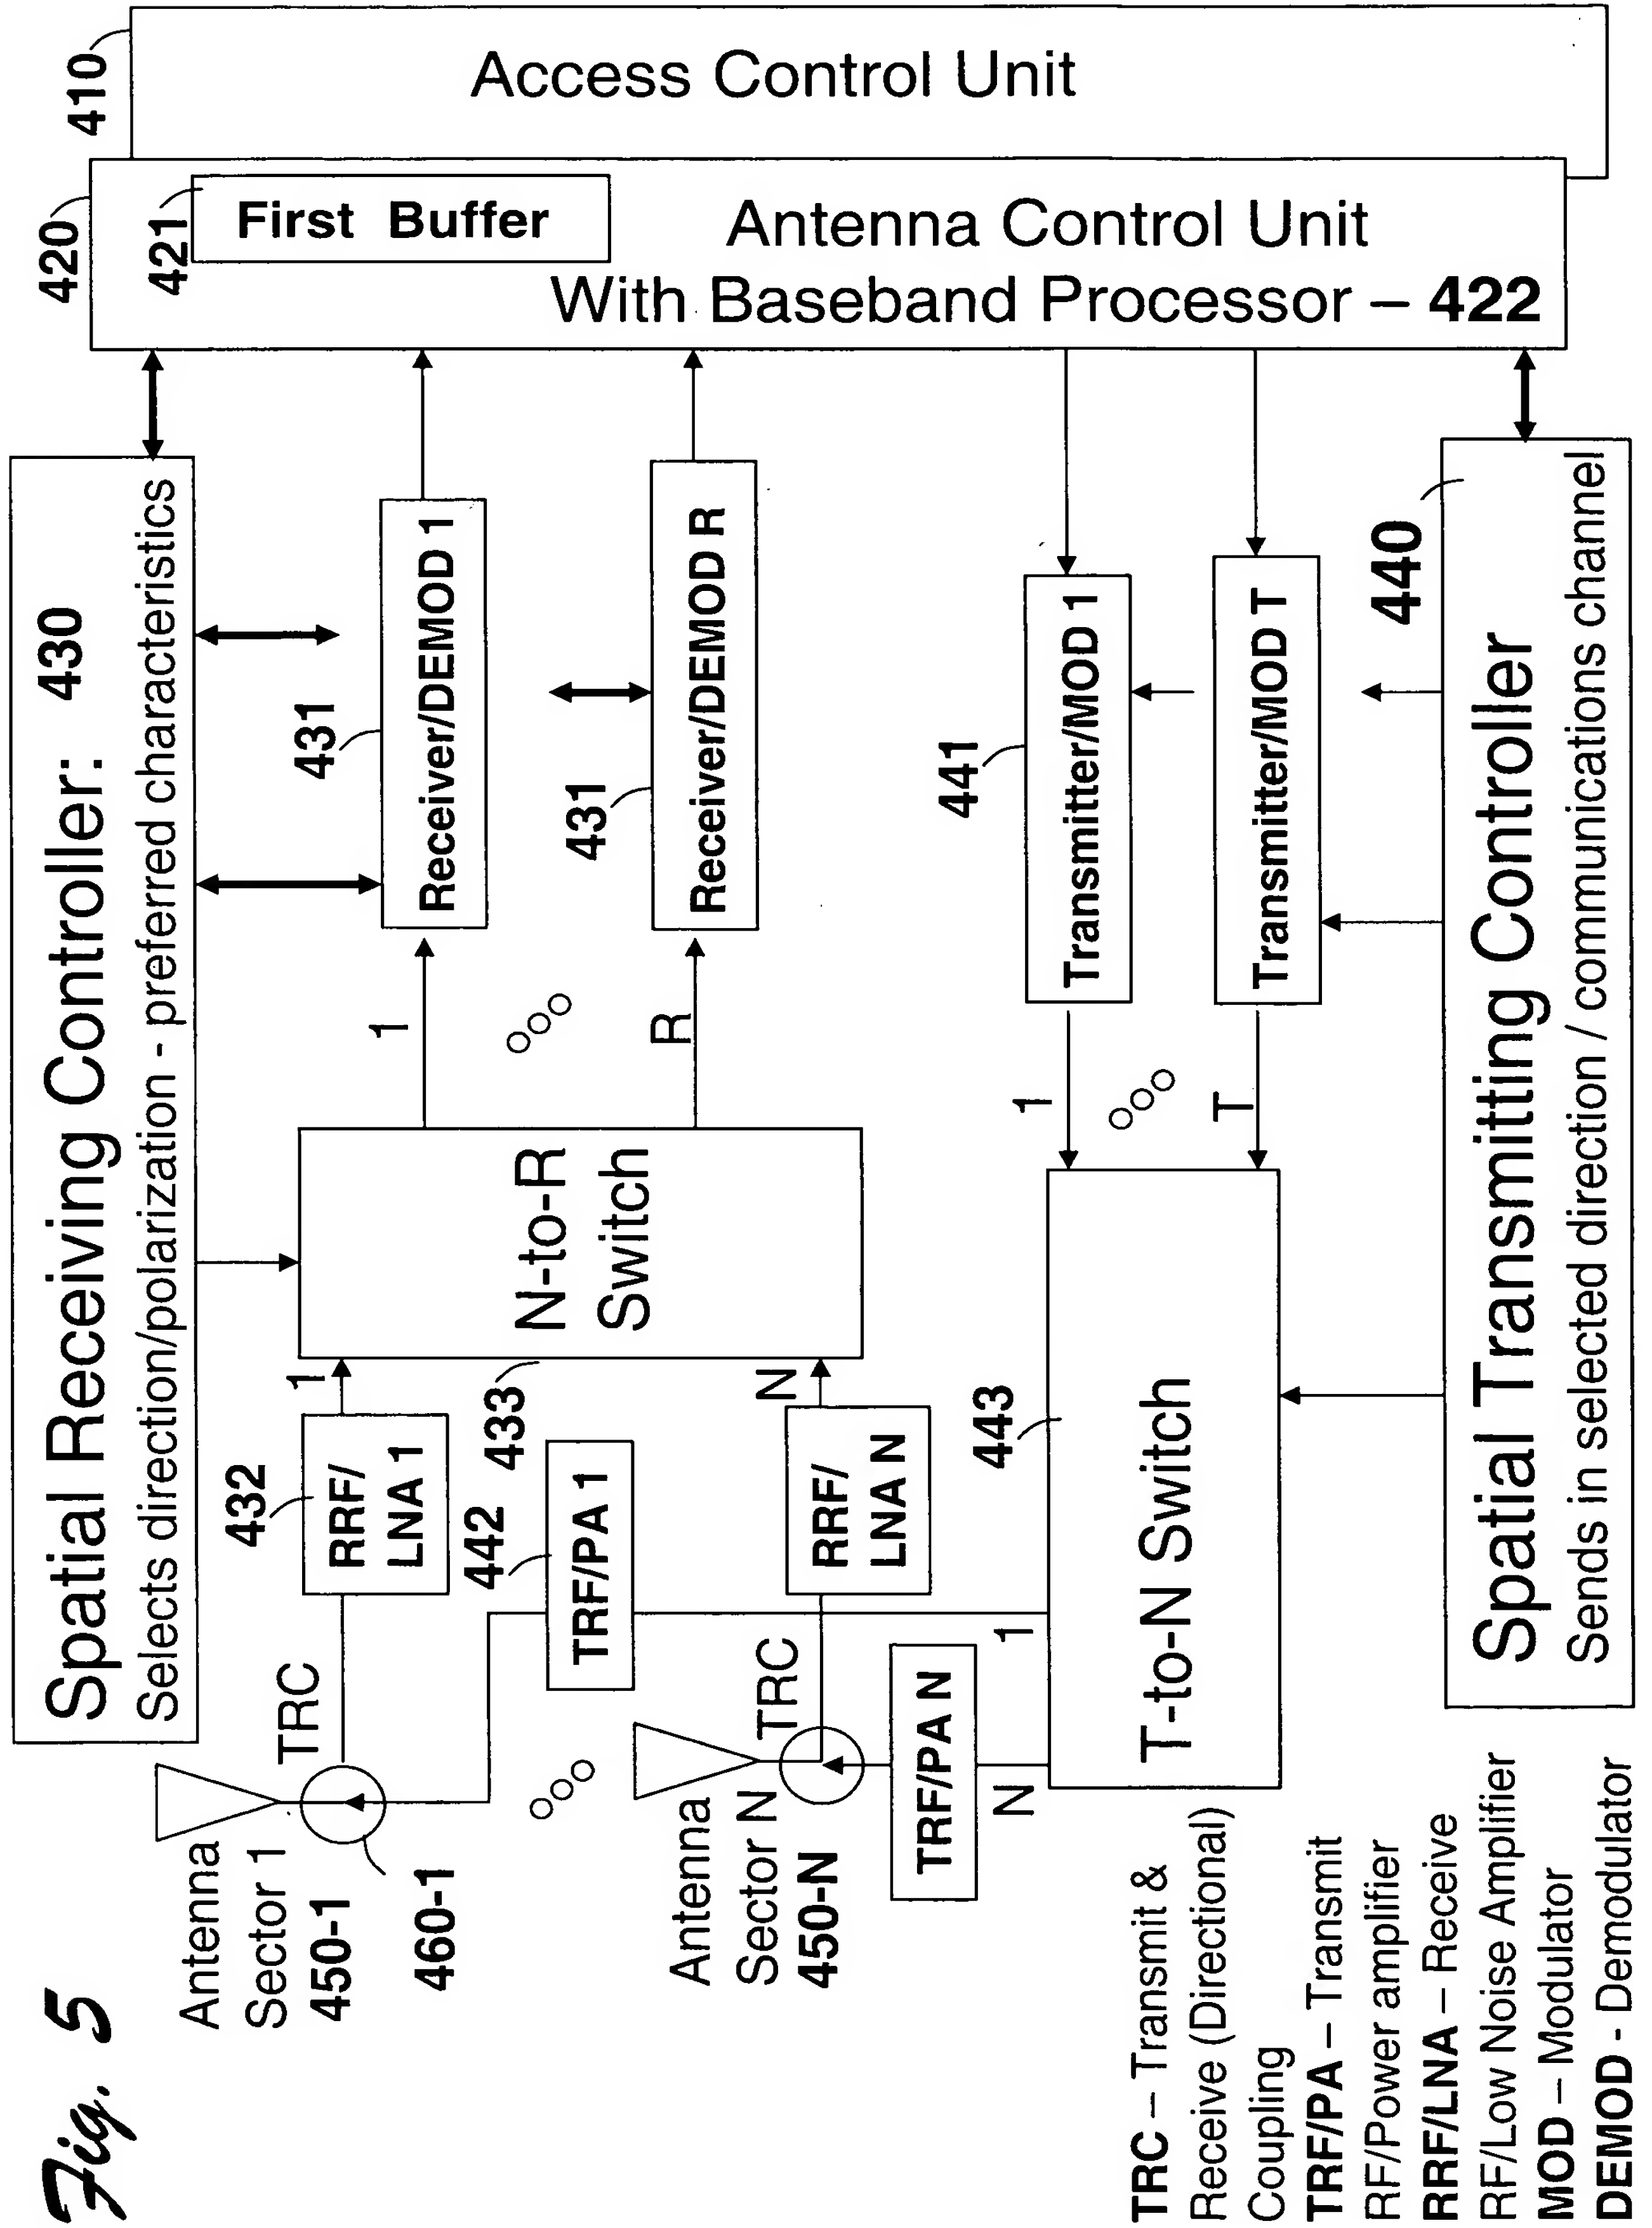 Fig. 5
Spatial Receiving Controller: 430
Selects direction/polarization - preferred characteristics
420
410
421
First Buffer
Access Control Unit
Antenna Control Unit
With Baseband Processor – 422
Antenna
Sector 1
450-1
460-1
TRC
432
RRF/
LNA 1
1
442
TRF/PA 1
433
N-to-R
Switch
1
R
431
Receiver/DEMOD 1
431
Receiver/DEMOD R
Antenna
Sector N
450-N
TRC
RRF/
LNA N
N
TRF/PA N
1
N
443
T-to-N Switch
1
T
441
Transmitter/MOD 1
Transmitter/MOD T
440
Spatial Transmitting Controller
Sends in selected direction / communications channel
TRC – Transmit &
Receive (Directional)
Coupling
TRF/PA – Transmit
RF/Power amplifier
RRF/LNA – Receive
RF/Low Noise Amplifier
MOD – Modulator
DEMOD - Demodulator